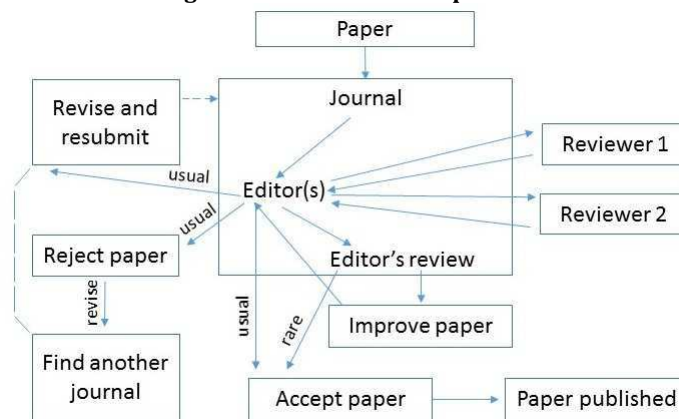 Paper
Journal
Revise and
resubmit
Reviewer 1
usual
Editor(s)
Reviewer 2
usual
Reject paper
Editor's review
revise
usual
rare
Improve paper
Find another
journal
Accept paper
Paper published